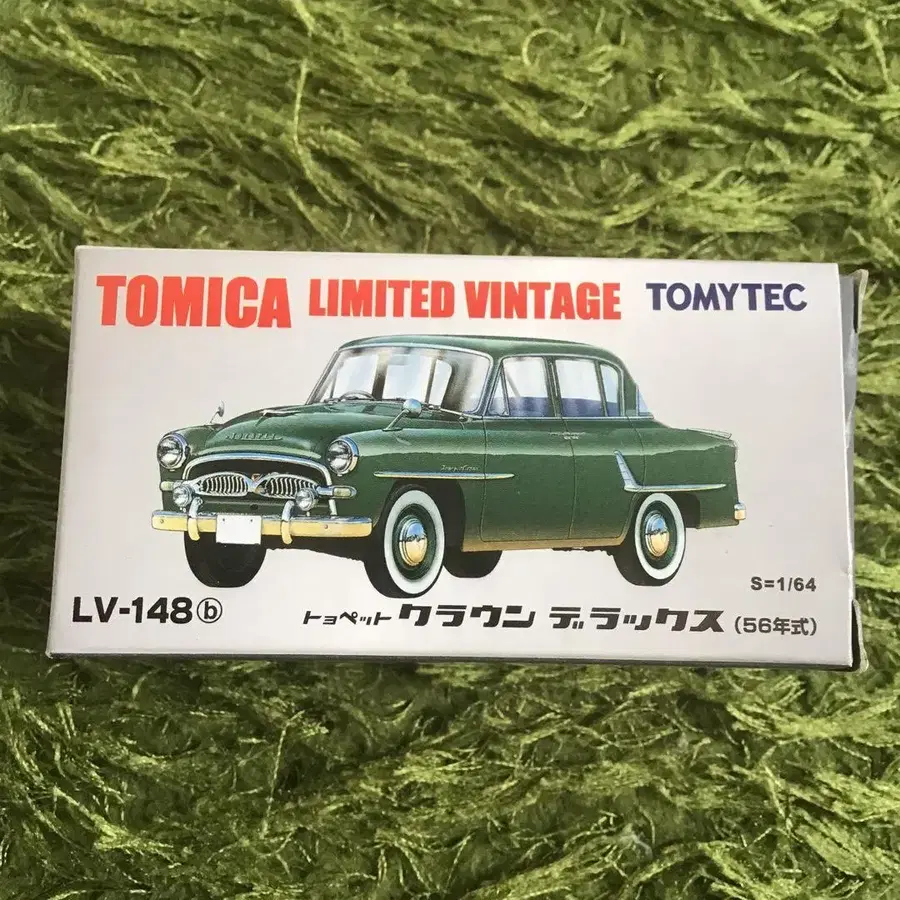 TOMICA LIMITED VINTAGE TOMYTEC
S=1/64
LV-148ⓑ トヨペット クラウン デラックス (56年式)